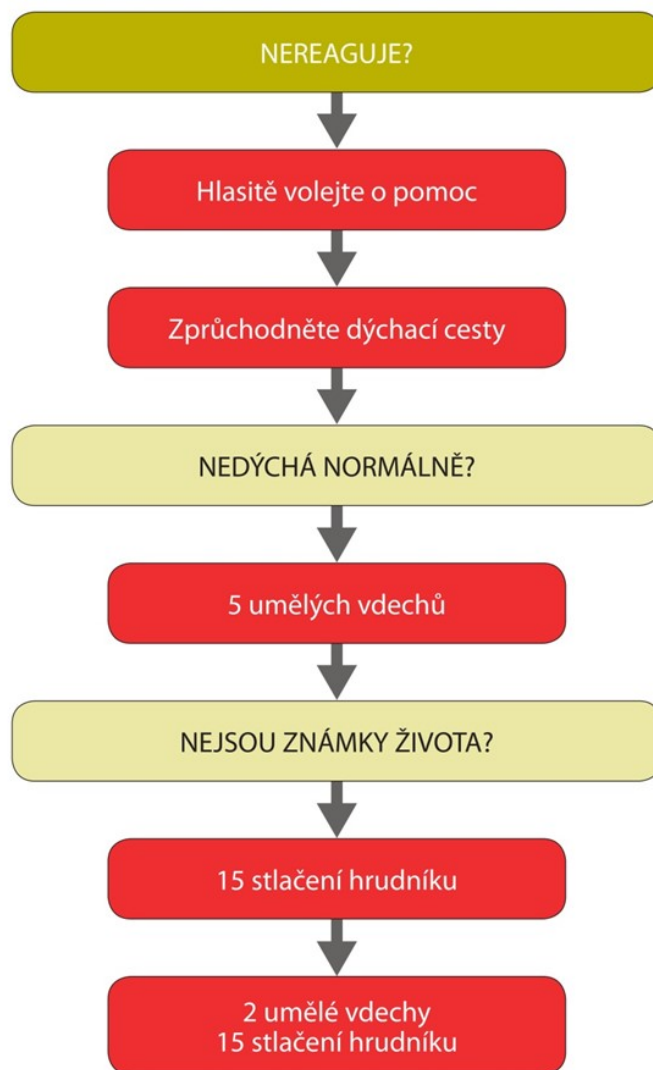 NEREAGUJE?
Hlasitě volejte o pomoc
Zprůchodněte dýchací cesty
NEDÝCHÁ NORMÁLNĚ?
5 umělých vdechů
NEJSOU ZNÁMKY ŽIVOTA?
15 stlačení hrudníku
2 umělé vdechy
15 stlačení hrudníku